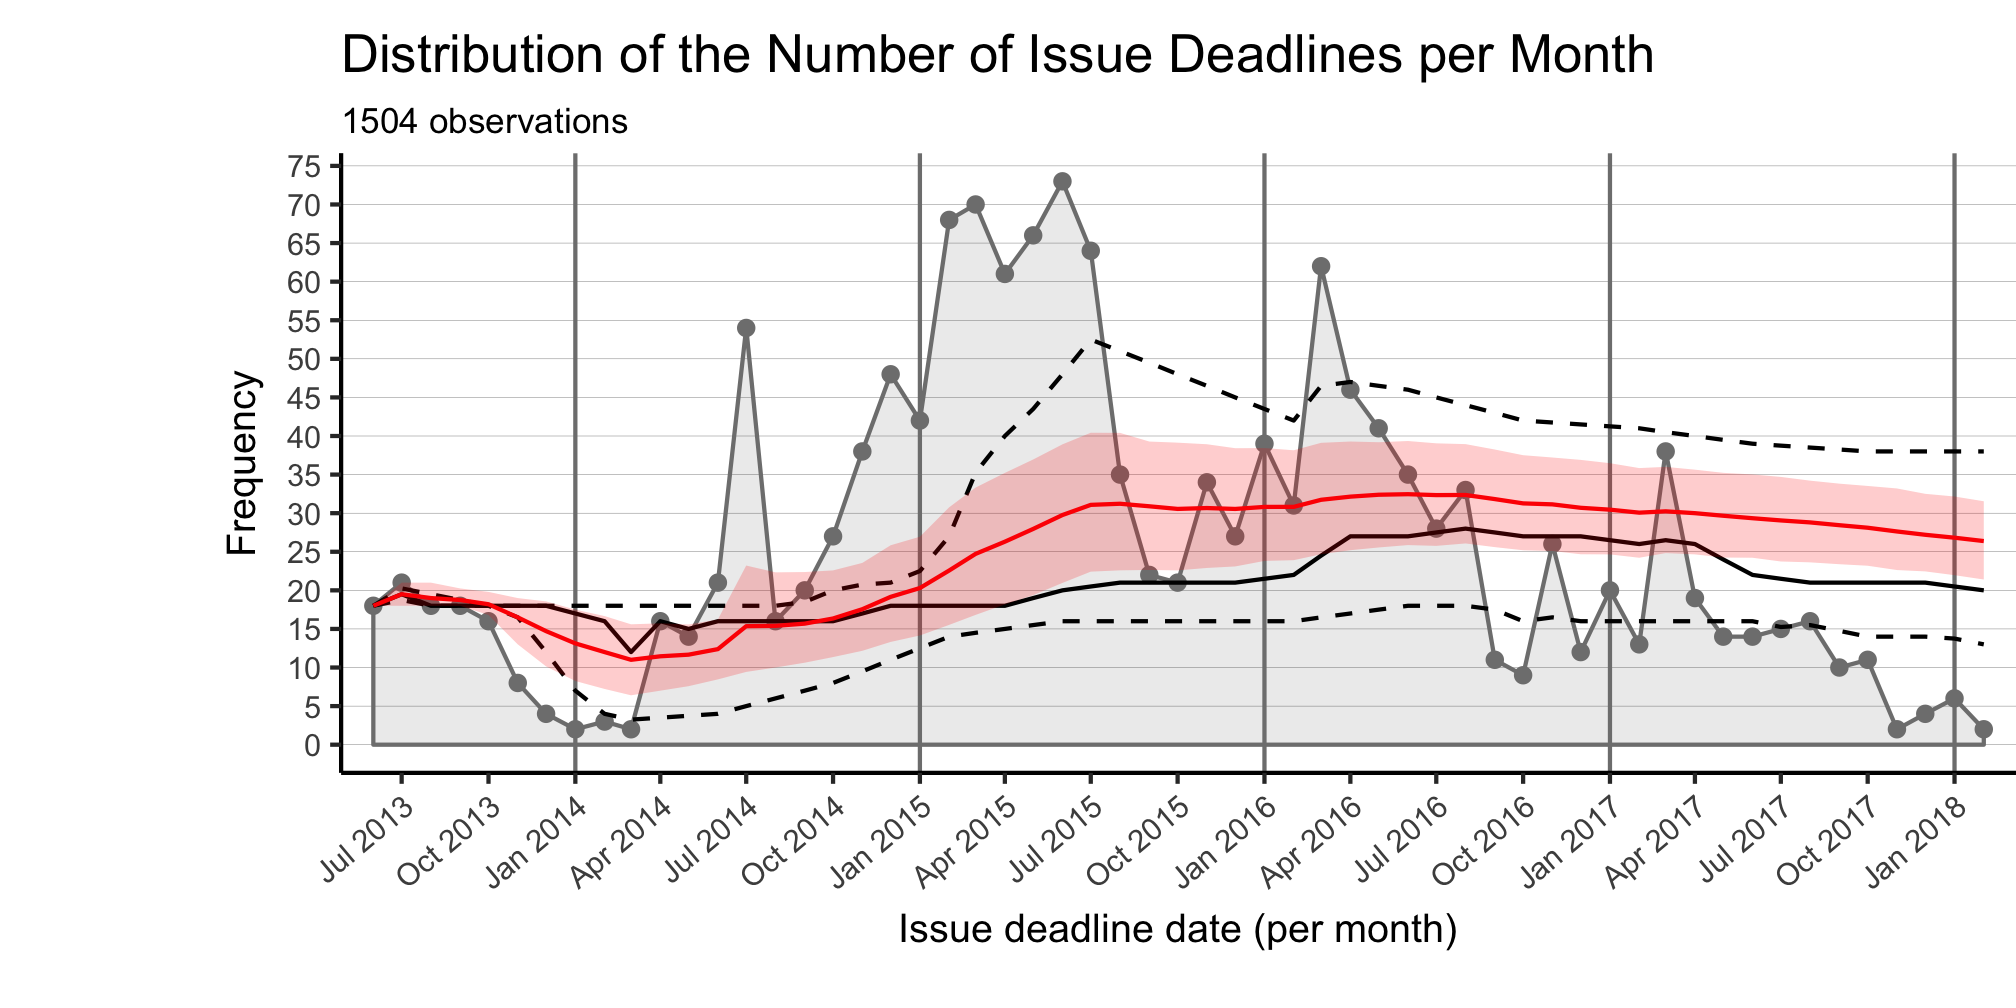 Distribution of the Number of Issue Deadlines per Month
1504 observations
75
70
65
60
55
50
45
40
35
30
25
20
15
10
5
0
Frequency
Jul 2013
Oct 2013
Jan 2014
Apr 2014
Jul 2014
Oct 2014
Jan 2015
Apr 2015
Jul 2015
Oct 2015
Jan 2016
Apr 2016
Jul 2016
Oct 2016
Jan 2017
Apr 2017
Jul 2017
Oct 2017
Jan 2018
Issue deadline date (per month)